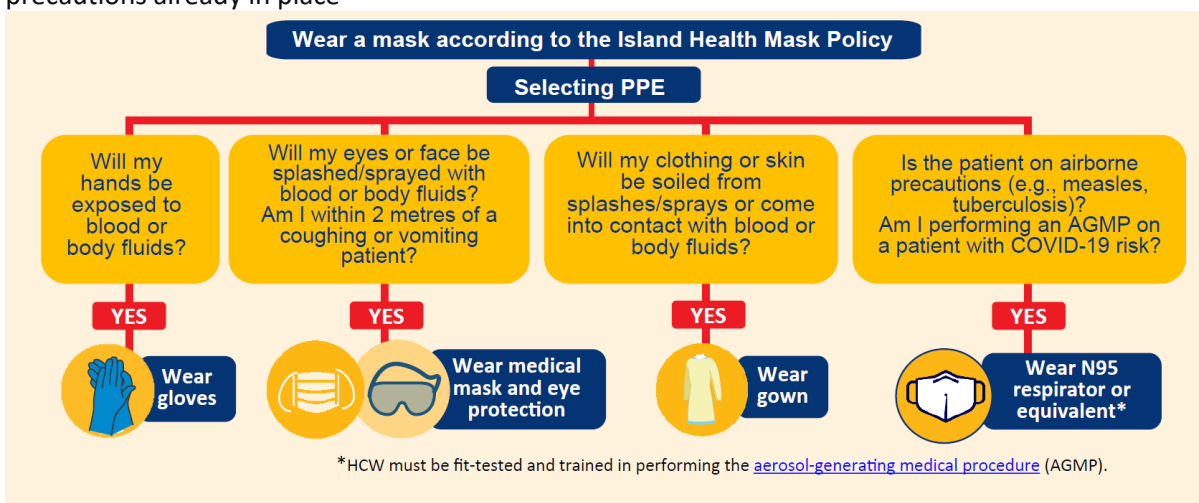 precautions already in place
Wear a mask according to the Island Health Mask Policy
Selecting PPE
Will my
hands be
exposed to
blood or
body fluids?
YES
Wear
gloves
Will my eyes or face be
splashed/sprayed with
blood or body fluids?
Am I within 2 metres of a
coughing or vomiting
patient?
YES
Wear medical
mask and eye
protection
Will my clothing or skin
be soiled from
splashes/sprays or come
into contact with blood or
body fluids?
YES
Wear
gown
Is the patient on airborne
precautions (e.g., measles,
tuberculosis)?
Am I performing an AGMP on
a patient with COVID-19 risk?
YES
Wear N95
respirator or
equivalent*
*HCW must be fit-tested and trained in performing the aerosol-generating medical procedure (AGMP).